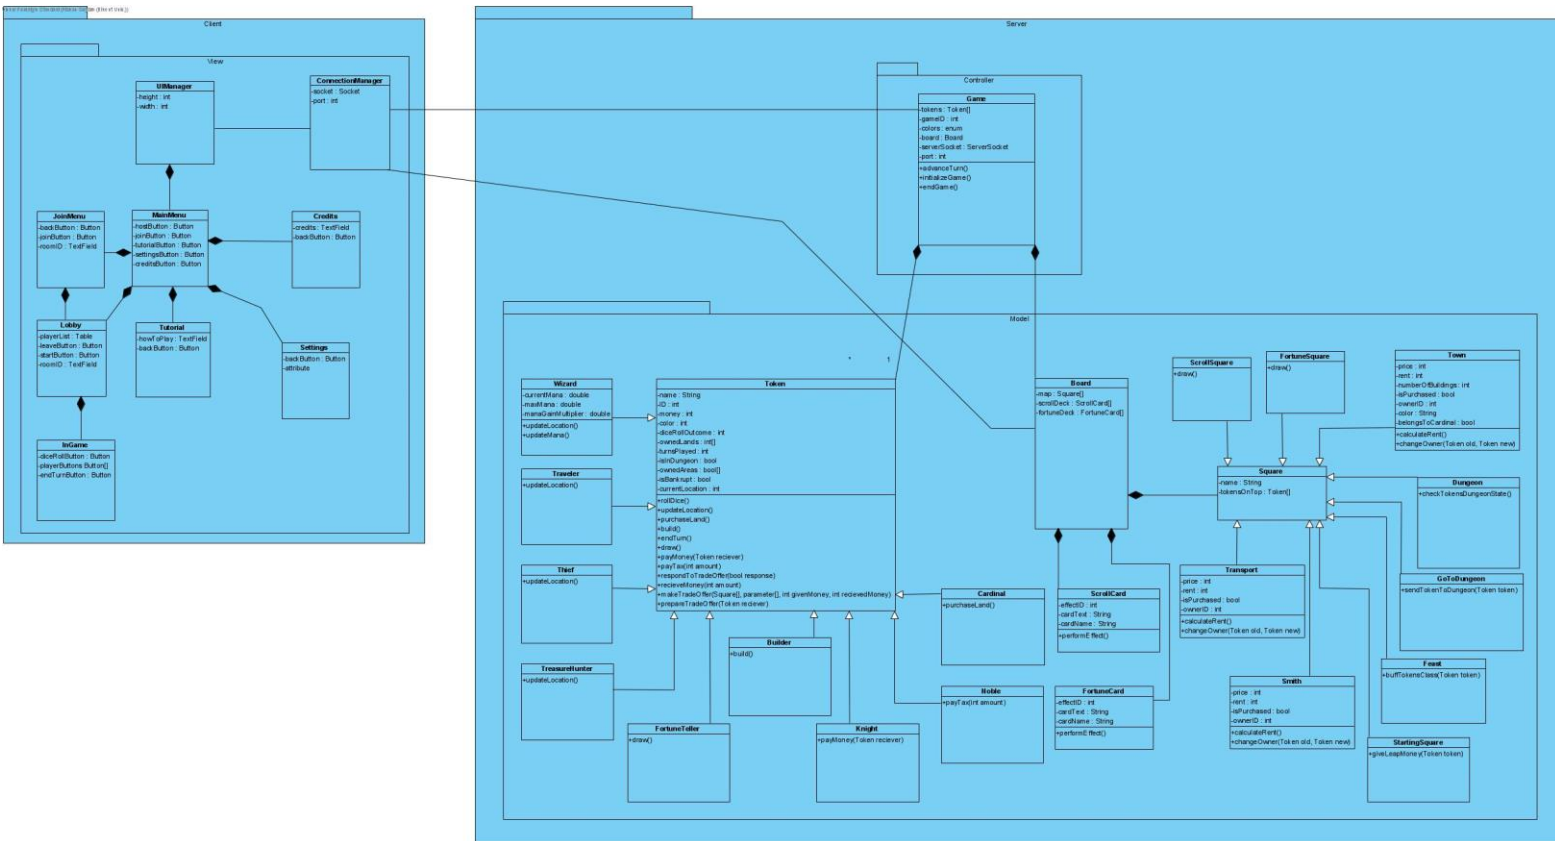 Client
View
UIManager
-height : int
-width : int
ConnectionManager
-socket : Socket
-port : int
JoinMenu
-backButton : Button
-joinButton : Button
-roomID : TextField
MainMenu
-hostButton : Button
-joinButton : Button
-tutorialButton : Button
-settingsButton : Button
-creditsButton : Button
Credits
-credits : TextField
-backButton : Button
Lobby
-playerList : Table
-leaveButton : Button
-startButton : Button
-roomID : TextField
Tutorial
-howToPlay : TextField
-backButton : Button
Settings
-backButton : Button
-attribute
InGame
-diceRollButton : Button
-playerButtons Button[]
-endTurnButton : Button
Server
Controller
Game
-tokens : Token[]
-gameID : int
-colors : enum
-board : Board
-serverSocket : ServerSocket
-port : int
+advanceTurn()
+initializeGame()
+endGame()
Model
*
1
Wizard
-currentMana : double
-maxMana : double
-manaGainMultiplier : double
+updateLocation()
+updateMana()
Traveler
+updateLocation()
Thief
+updateLocation()
TreasureHunter
+updateLocation()
Token
-name : String
-ID : int
-money : int
-color : int
-diceRollOutcome : int
-ownedLands : int[]
-turnsPlayed : int
-isInDungeon : bool
-ownedAreas : bool[]
-isBankrupt : bool
-currentLocation : int
+rollDice()
+updateLocation()
+purchaseLand()
+build()
+endTurn()
+draw()
+payMoney(Token reciever)
+payTax(int amount)
+respondToTradeOffer(bool response)
+recieveMoney(int amount)
+makeTradeOffer(Square[], parameter[], int givenMoney, int recievedMoney)
+prepareTradeOffer(Token reciever)
FortuneTeller
+draw()
Builder
+build()
Knight
+payMoney(Token reciever)
Cardinal
+purchaseLand()
Noble
+payTax(int amount)
Board
-map : Square[]
-scrollDeck : ScrollCard[]
-fortuneDeck : FortuneCard[]
ScrollCard
-effectID : int
-cardText : String
-cardName : String
+performEffect()
FortuneCard
-effectID : int
-cardText : String
-cardName : String
+performEffect()
ScrollSquare
+draw()
FortuneSquare
+draw()
Town
-price : int
-rent : int
-numberOfBuildings : int
-isPurchased : bool
-ownerID : int
-color : String
-belongsToCardinal : bool
+calculateRent()
+changeOwner(Token old, Token new)
Square
-name : String
-tokensOnTop : Token[]
Dungeon
+checkTokensDungeonState()
GoToDungeon
+sendTokenToDungeon(Token token)
Transport
-price : int
-rent : int
-isPurchased : bool
-ownerID : int
+calculateRent()
+changeOwner(Token old, Token new)
Smith
-price : int
-rent : int
-isPurchased : bool
-ownerID : int
+calculateRent()
+changeOwner(Token old, Token new)
Feast
+buffTokensClass(Token token)
StartingSquare
+giveLeapMoney(Token token)